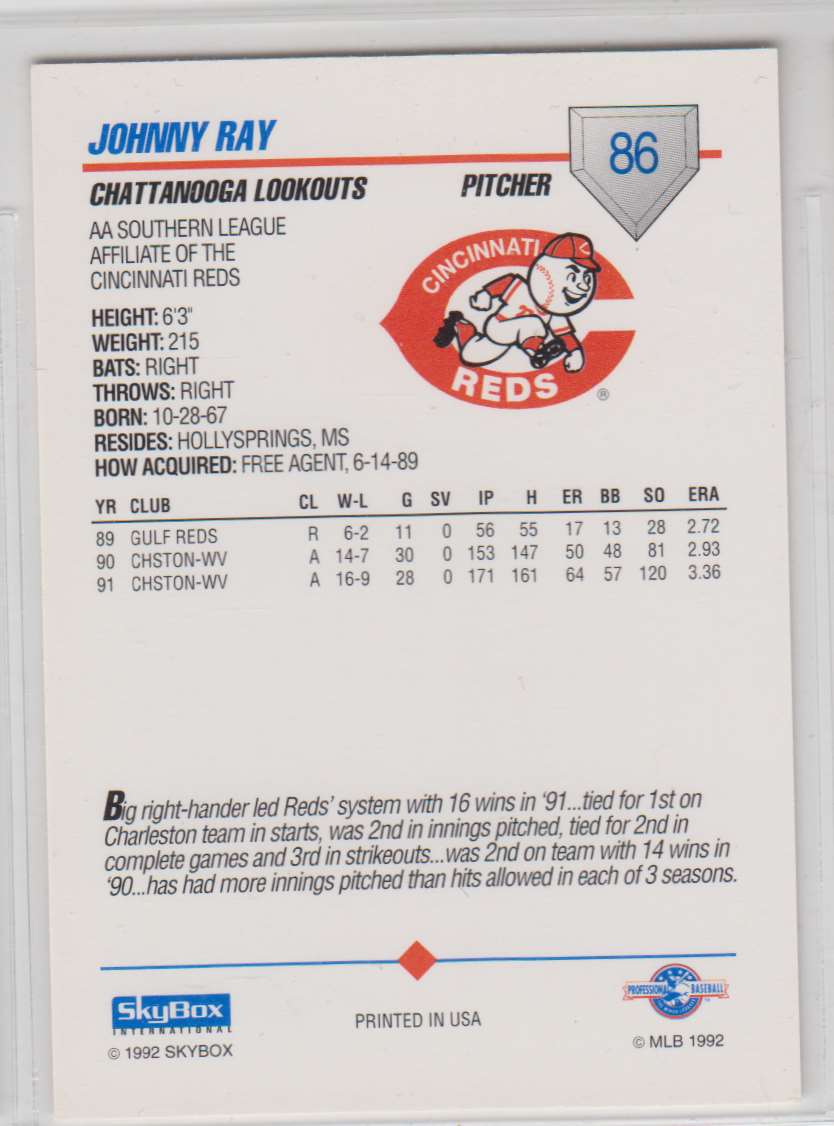 JOHNNY RAY
86
CHATTANOOGA LOOKOUTS PITCHER
AA SOUTHERN LEAGUE
AFFILIATE OF THE
CINCINNATI REDS
CINCINNATI
REDS
®
HEIGHT: 6'3"
WEIGHT: 215
BATS: RIGHT
THROWS: RIGHT
BORN: 10-28-67
RESIDES: HOLLYSPRINGS, MS
HOW ACQUIRED: FREE AGENT, 6-14-89
YR CLUB CL W-L G SV IP H ER BB SO ERA
89 GULF REDS R 6-2 11 0 56 55 17 13 28 2.72
90 CHSTON-WV A 14-7 30 0 153 147 50 48 81 2.93
91 CHSTON-WV A 16-9 28 0 171 161 64 57 120 3.36
Big right-hander led Reds' system with 16 wins in '91...tied for 1st on
Charleston team in starts, was 2nd in innings pitched, tied for 2nd in
complete games and 3rd in strikeouts...was 2nd on team with 14 wins in
'90...has had more innings pitched than hits allowed in each of 3 seasons.
SkyBox
INTERNATIONAL
© 1992 SKYBOX
PRINTED IN USA
PROFESSIONAL BASEBALL
© MLB 1992